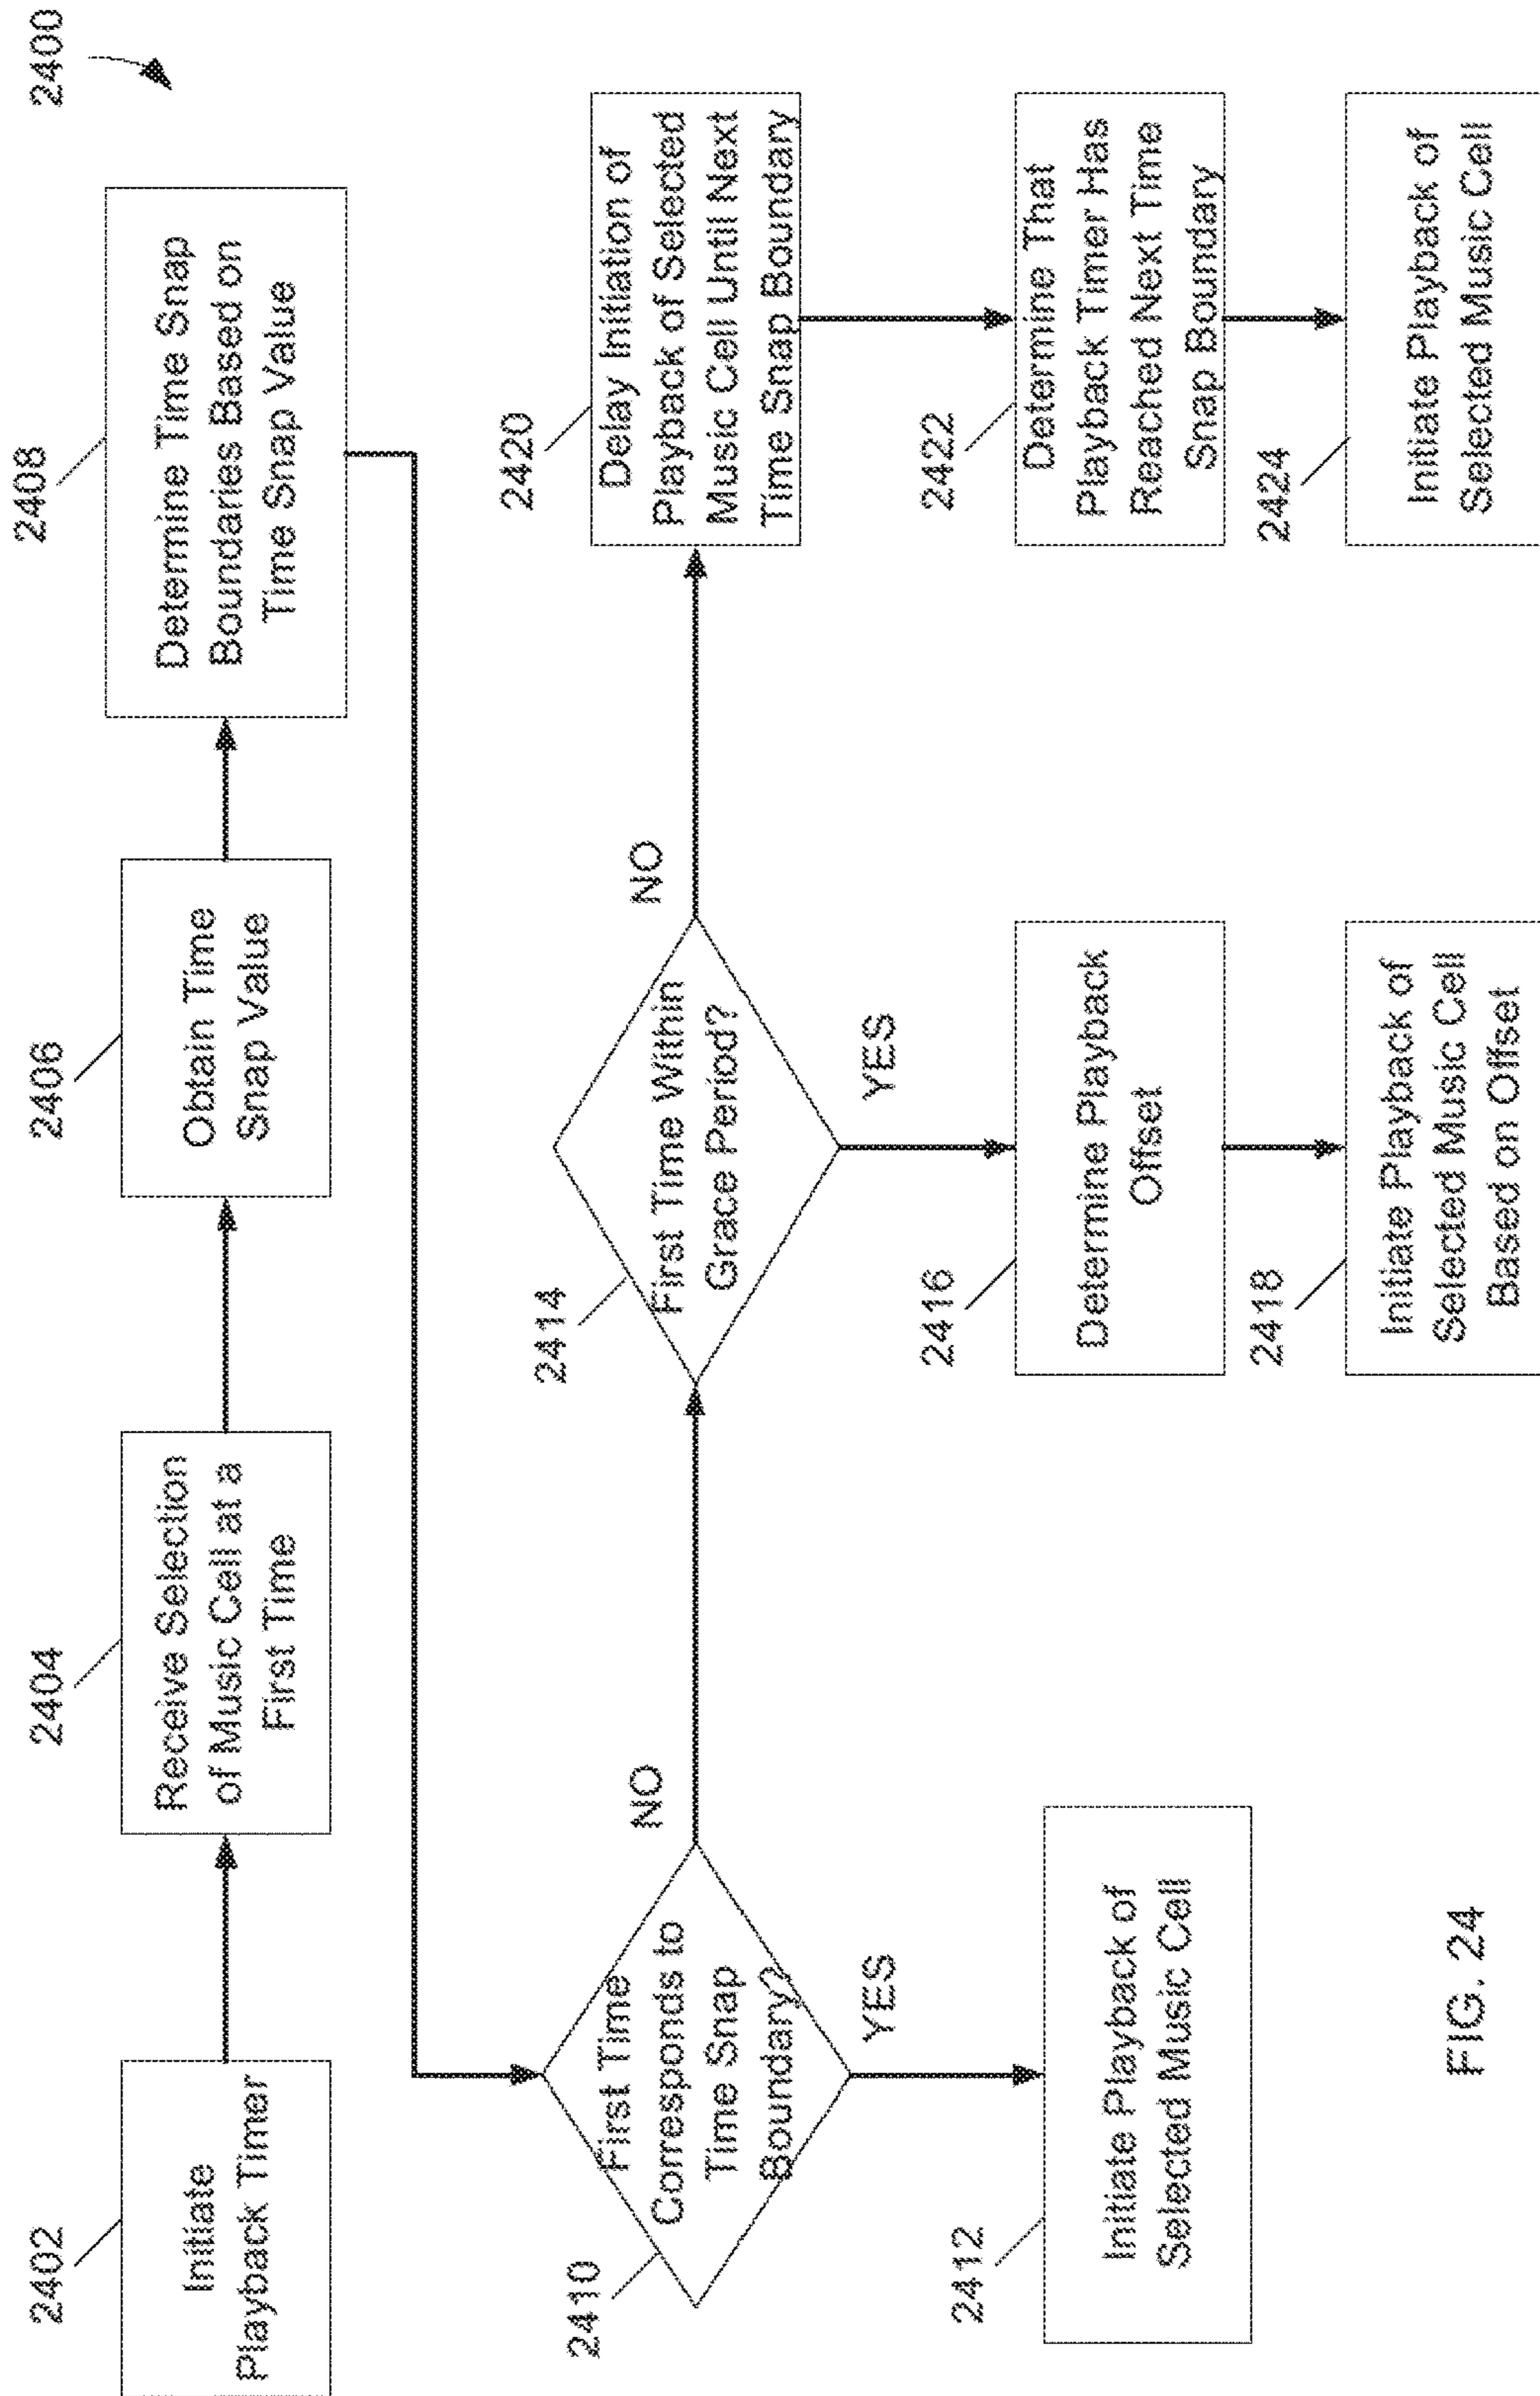 2400
2402
Initiate
Playback Timer
2404
Receive Selection
of Music Cell at a
First Time
2406
Obtain Time
Snap Value
2408
Determine Time Snap
Boundaries Based on
Time Snap Value
2410
First Time
Corresponds to
Time Snap
Boundary?
NO
YES
2412
Initiate Playback of
Selected Music Cell
2414
First Time Within
Grace Period?
NO
YES
2416
Determine Playback
Offset
2418
Initiate Playback of
Selected Music Cell
Based on Offset
2420
Delay Initiation of
Playback of Selected
Music Cell Until Next
Time Snap Boundary
2422
Determine That
Playback Timer Has
Reached Next Time
Snap Boundary
2424
Initiate Playback of
Selected Music Cell
FIG. 24